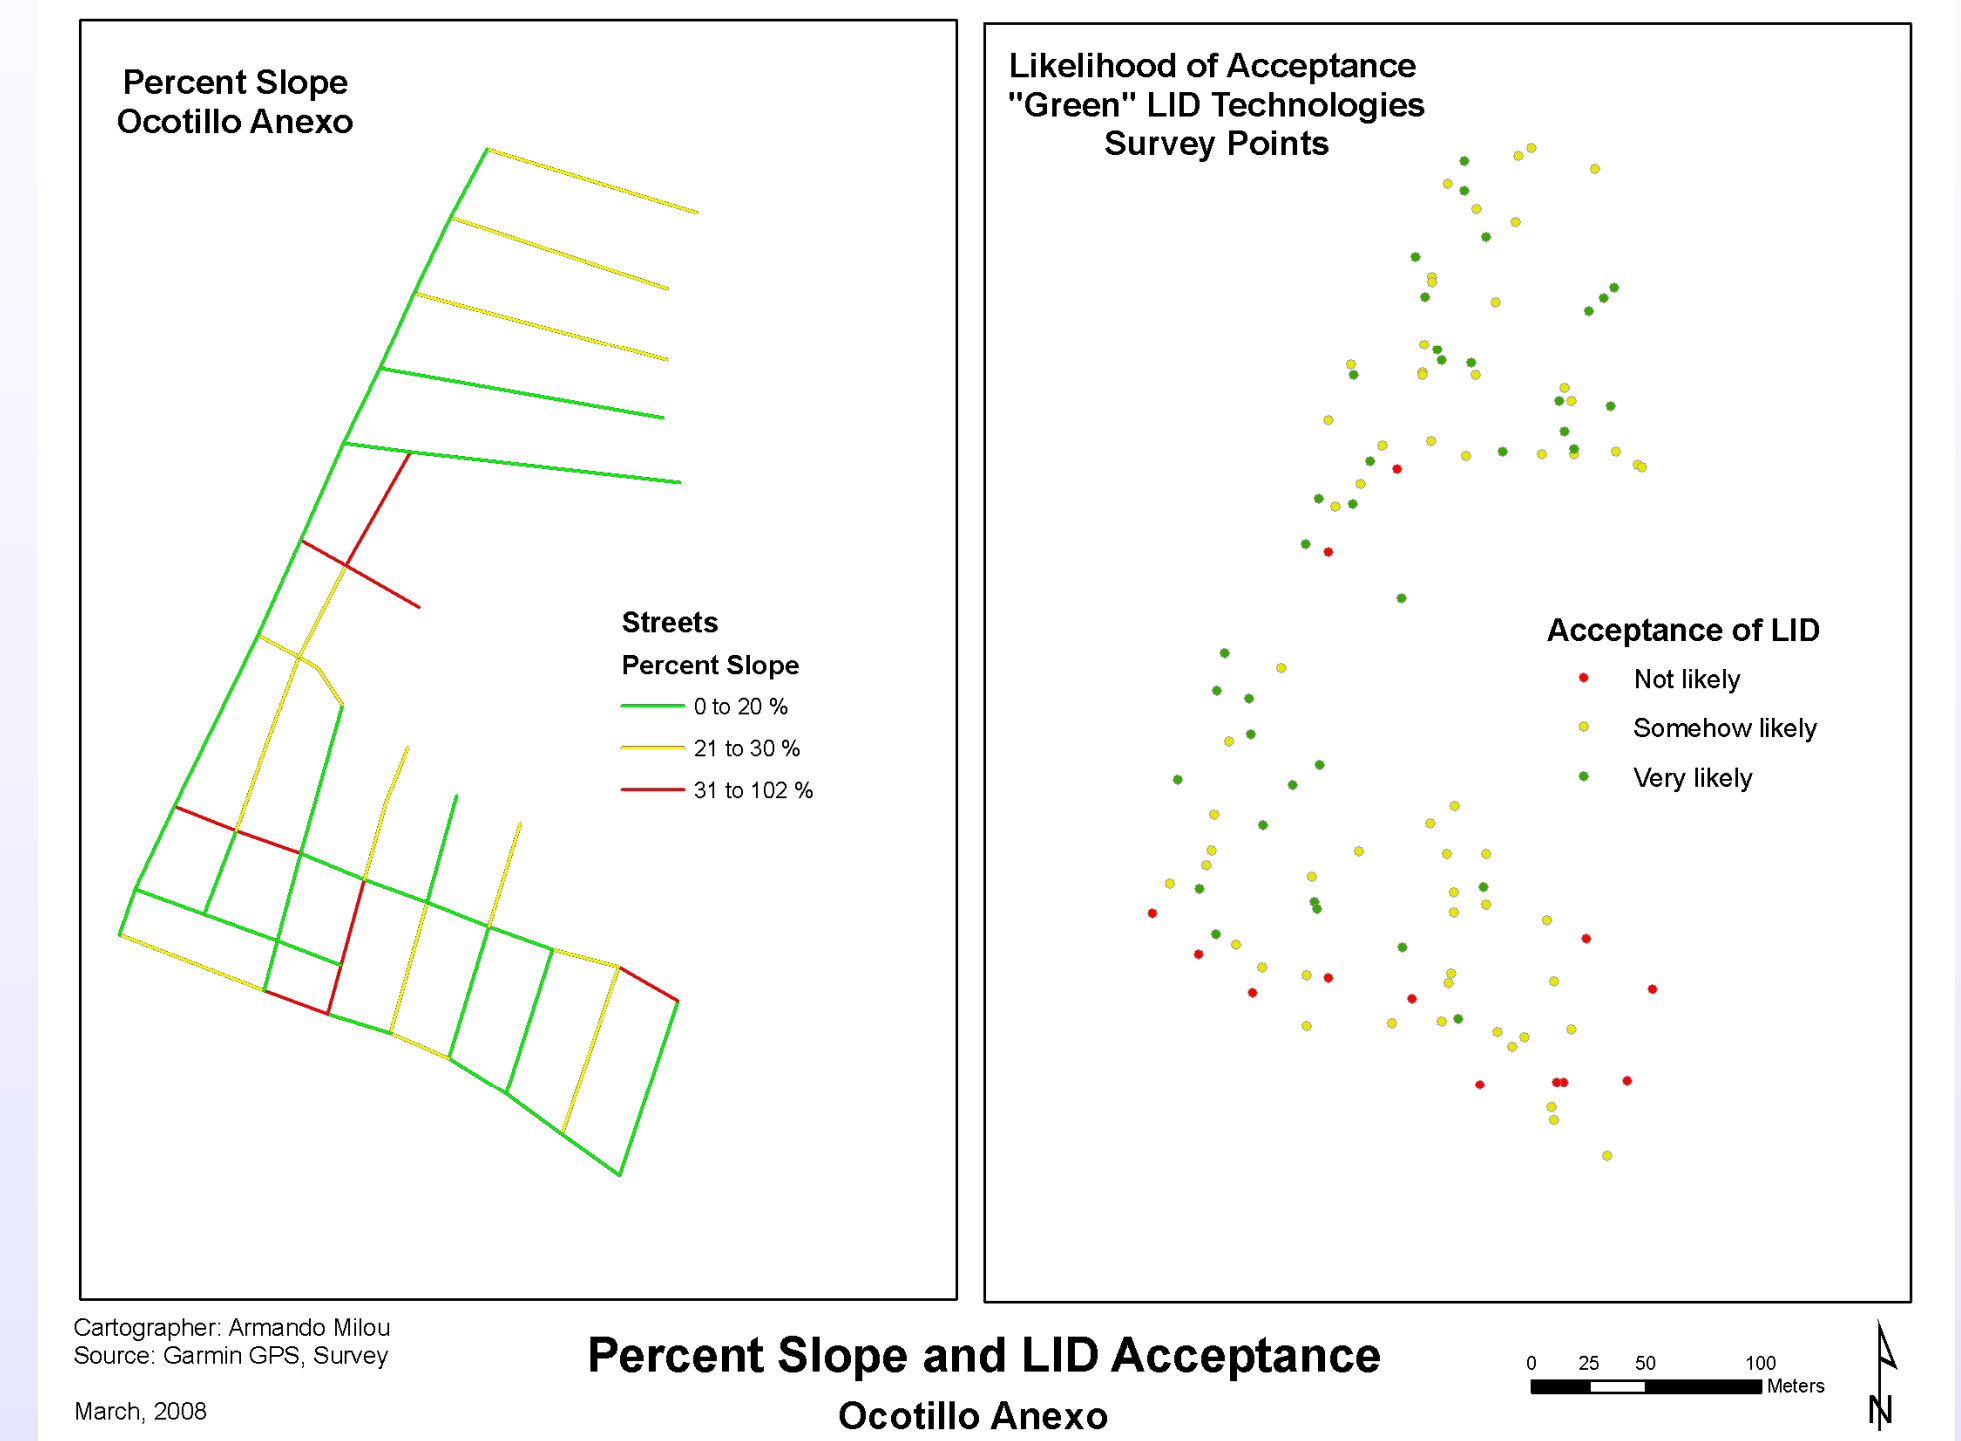 Percent Slope
Ocotillo Anexo
Streets
Percent Slope
0 to 20 %
21 to 30 %
31 to 102 %
Likelihood of Acceptance
"Green" LID Technologies
Survey Points
Acceptance of LID
Not likely
Somehow likely
Very likely
Cartographer: Armando Milou
Source: Garmin GPS, Survey
March, 2008
Percent Slope and LID Acceptance
Ocotillo Anexo
0 25 50 100
Meters
N